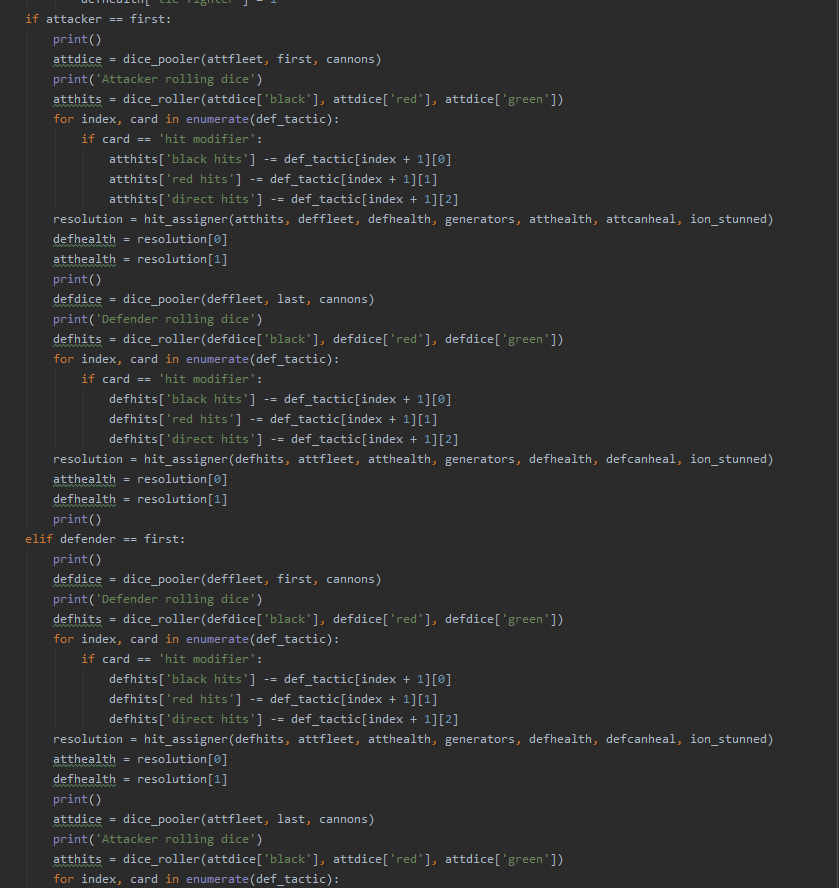 if attacker == first:
print()
attdice = dice_pooler(attfleet, first, cannons)
print('Attacker rolling dice')
atthits = dice_roller(attdice['black'], attdice['red'], attdice['green'])
for index, card in enumerate(def_tactic):
if card == 'hit modifier':
atthits['black hits'] -= def_tactic[index + 1][0]
atthits['red hits'] -= def_tactic[index + 1][1]
atthits['direct hits'] -= def_tactic[index + 1][2]
resolution = hit_assigner(atthits, deffleet, defhealth, generators, atthealth, attcanheal, ion_stunned)
defhealth = resolution[0]
atthealth = resolution[1]
print()
defdice = dice_pooler(deffleet, last, cannons)
print('Defender rolling dice')
defhits = dice_roller(defdice['black'], defdice['red'], defdice['green'])
for index, card in enumerate(def_tactic):
if card == 'hit modifier':
defhits['black hits'] -= def_tactic[index + 1][0]
defhits['red hits'] -= def_tactic[index + 1][1]
defhits['direct hits'] -= def_tactic[index + 1][2]
resolution = hit_assigner(defhits, attfleet, atthealth, generators, defhealth, defcanheal, ion_stunned)
atthealth = resolution[0]
defhealth = resolution[1]
print()
elif defender == first:
print()
defdice = dice_pooler(deffleet, first, cannons)
print('Defender rolling dice')
defhits = dice_roller(defdice['black'], defdice['red'], defdice['green'])
for index, card in enumerate(def_tactic):
if card == 'hit modifier':
defhits['black hits'] -= def_tactic[index + 1][0]
defhits['red hits'] -= def_tactic[index + 1][1]
defhits['direct hits'] -= def_tactic[index + 1][2]
resolution = hit_assigner(defhits, attfleet, atthealth, generators, defhealth, defcanheal, ion_stunned)
atthealth = resolution[0]
defhealth = resolution[1]
print()
attdice = dice_pooler(attfleet, last, cannons)
print('Attacker rolling dice')
atthits = dice_roller(attdice['black'], attdice['red'], attdice['green'])
for index, card in enumerate(def_tactic):